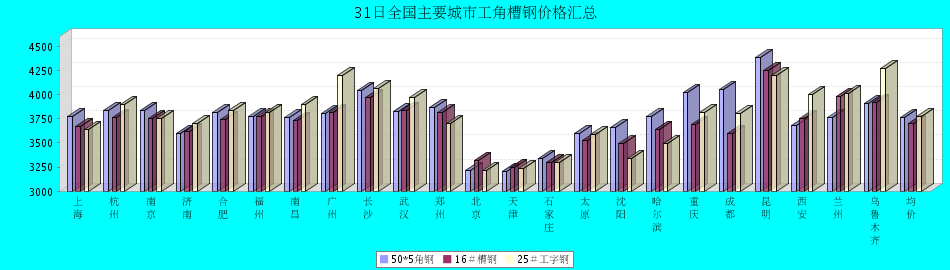 31日全国主要城市工角槽钢价格汇总
4500
4250
4000
3750
3500
3250
3000
上海
杭州
南京
济南
合肥
福州
南昌
广州
长沙
武汉
郑州
北京
天津
石家庄
太原
沈阳
哈尔滨
重庆
成都
昆明
西安
兰州
乌鲁木齐
均价
50*5角钢 16#槽钢 25#工字钢